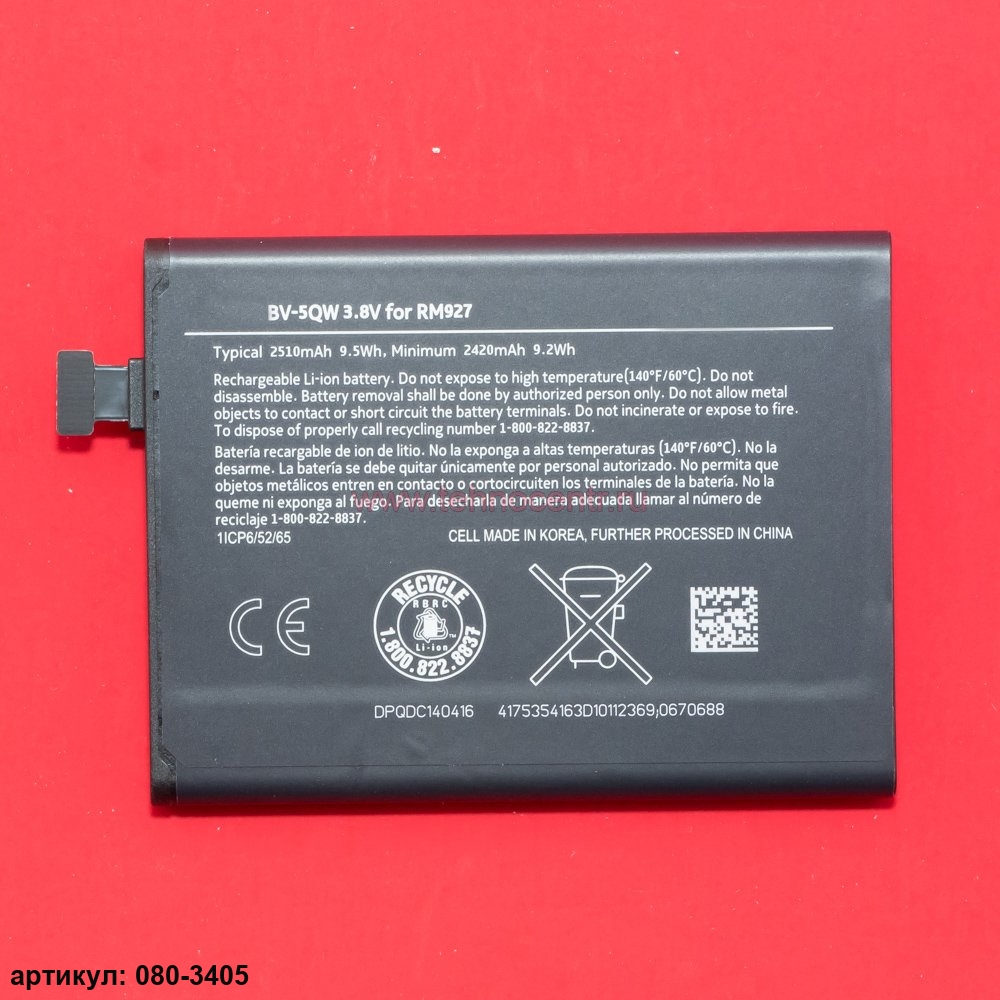 BV-5QW 3.8V for RM927
Typical 2510mAh 9.5Wh, Minimum 2420mAh 9.2Wh
Rechargeable Li-ion battery. Do not expose to high temperature(140°F/60°C). Do not
disassemble. Battery removal shall be done by authorized person only. Do not allow metal
objects to contact or short circuit the battery terminals. Do not incinerate or expose to fire.
To dispose of properly call recycling number 1-800-822-8837.
Batería recargable de ion de litio. No la exponga a altas temperaturas (140°F/60°C). No la
desarme. La batería se debe quitar únicamente por personal autorizado. No permita que
objetos metálicos entren en contacto o cortocircuiten los terminales de la batería. No la
queme ni exponga al fuego. Para desecharla de manera adecuada llamar al número de
reciclaje 1-800-822-8837.
www.tehnosentr.ru
1ICP6/52/65 CELL MADE IN KOREA, FURTHER PROCESSED IN CHINA
CE
RECYCLE
RBRC
Li-ion ™
1.800.822.8837
DPQDC140416 4175354163D10112369;0670688
артикул: 080-3405